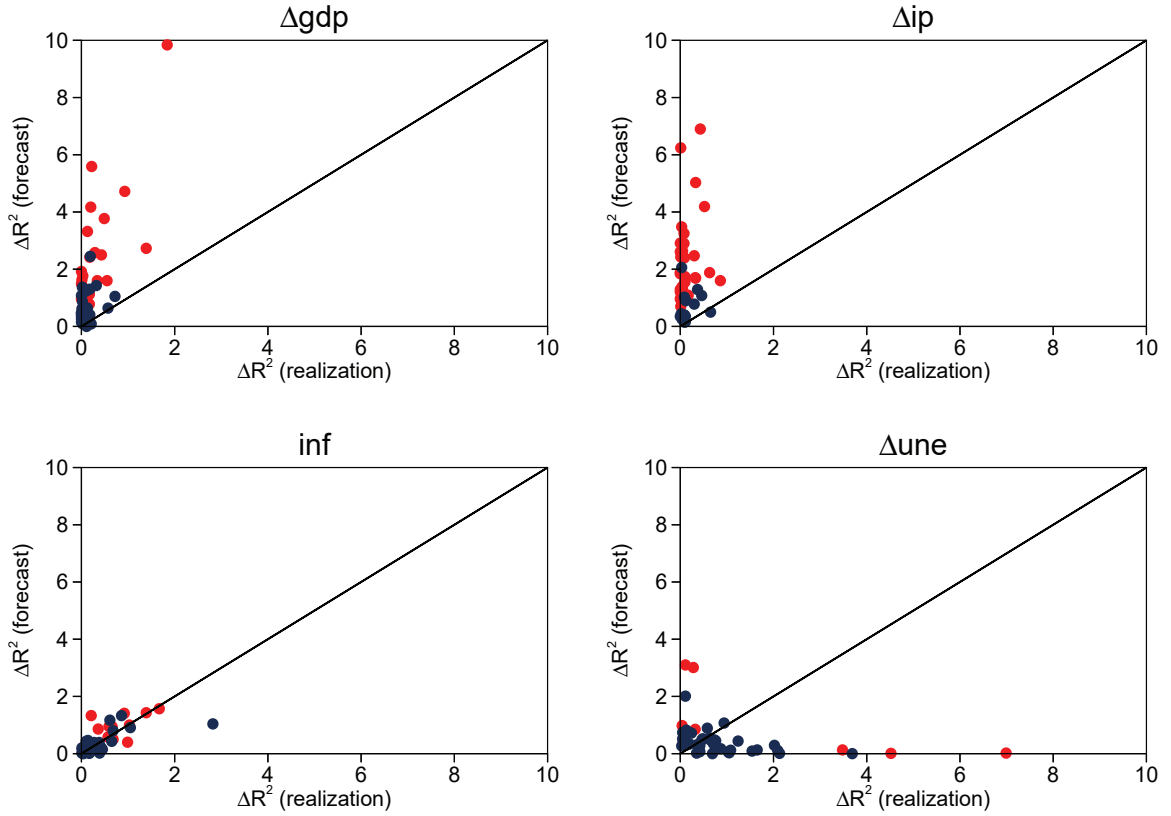 Δgdp
10
8
6
4
2
0
ΔR² (forecast)
0 2 4 6 8 10
ΔR² (realization)
Δip
10
8
6
4
2
0
ΔR² (forecast)
0 2 4 6 8 10
ΔR² (realization)
inf
10
8
6
4
2
0
ΔR² (forecast)
0 2 4 6 8 10
ΔR² (realization)
Δune
10
8
6
4
2
0
ΔR² (forecast)
0 2 4 6 8 10
ΔR² (realization)